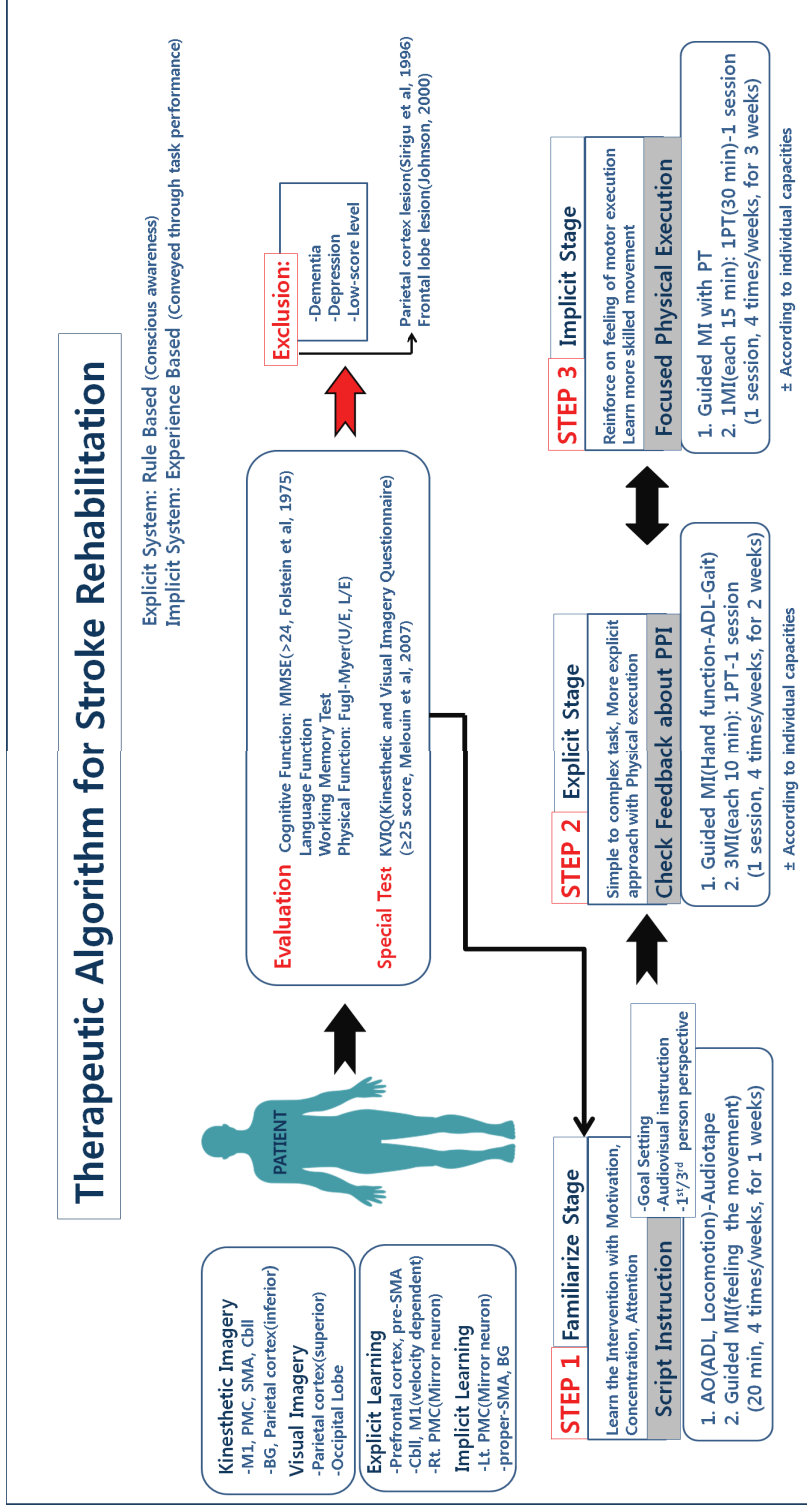 Therapeutic Algorithm for Stroke Rehabilitation
Explicit System: Rule Based (Conscious awareness)
Implicit System: Experience Based (Conveyed through task performance)
Kinesthetic Imagery
-M1, PMC, SMA, Cbll
-BG, Parietal cortex(inferior)
Visual Imagery
-Parietal cortex(superior)
-Occipital Lobe
Explicit Learning
-Prefrontal cortex, pre-SMA
-Cbll, M1(velocity dependent)
-Rt. PMC(Mirror neuron)
Implicit Learning
-Lt. PMC(Mirror neuron)
-proper-SMA, BG
PATIENT
Evaluation Cognitive Function: MMSE(>24, Folstein et al, 1975)
Language Function
Working Memory Test
Physical Function: Fugl-Myer(U/E, L/E)
Special Test KVIQ(Kinesthetic and Visual Imagery Questionnaire)
(≥25 score, Melouin et al, 2007)
Exclusion:
-Dementia
-Depression
-Low-score level
Parietal cortex lesion(Sirigu et al, 1996)
Frontal lobe lesion(Johnson, 2000)
STEP 1 Familiarize Stage
Learn the Intervention with Motivation,
Concentration, Attention
Script Instruction
-Goal Setting
-Audiovisual instruction
-1st/3rd person perspective
1. AO(ADL, Locomotion)-Audiotape
2. Guided MI(feeling the movement)
(20 min, 4 times/weeks, for 1 weeks)
STEP 2 Explicit Stage
Simple to complex task, More explicit
approach with Physical execution
Check Feedback about PPI
1. Guided MI(Hand function-ADL-Gait)
2. 3MI(each 10 min): 1PT-1 session
(1 session, 4 times/weeks, for 2 weeks)
± According to individual capacities
STEP 3 Implicit Stage
Reinforce on feeling of motor execution
Learn more skilled movement
Focused Physical Execution
1. Guided MI with PT
2. 1MI(each 15 min): 1PT(30 min)-1 session
(1 session, 4 times/weeks, for 3 weeks)
± According to individual capacities